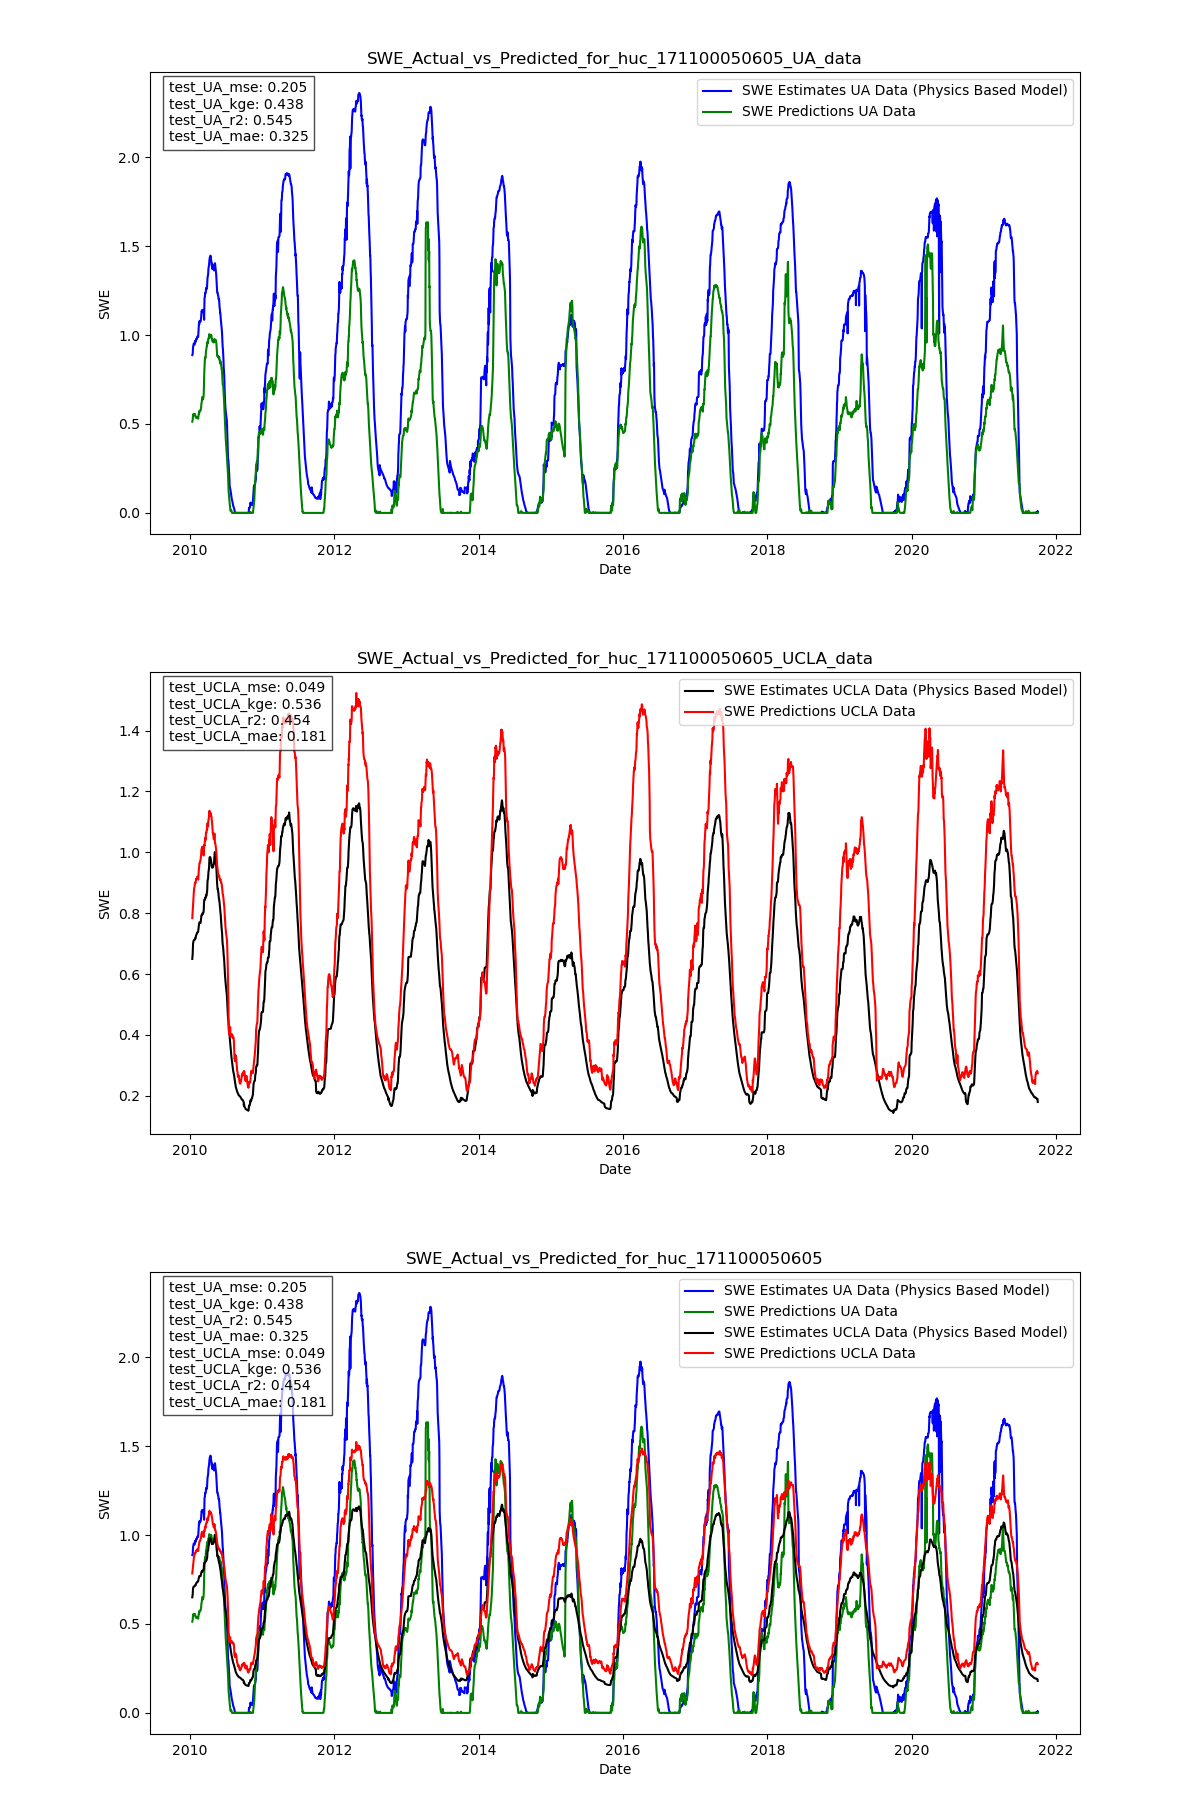 SWE_Actual_vs_Predicted_for_huc_171100050605_UA_data
test_UA_mse: 0.205
test_UA_kge: 0.438
test_UA_r2: 0.545
test_UA_mae: 0.325
SWE Estimates UA Data (Physics Based Model)
SWE Predictions UA Data
2.0
1.5
1.0
0.5
0.0
SWE
2010 2012 2014 2016 2018 2020 2022
Date
SWE_Actual_vs_Predicted_for_huc_171100050605_UCLA_data
test_UCLA_mse: 0.049
test_UCLA_kge: 0.536
test_UCLA_r2: 0.454
test_UCLA_mae: 0.181
SWE Estimates UCLA Data (Physics Based Model)
SWE Predictions UCLA Data
1.4
1.2
1.0
0.8
0.6
0.4
0.2
SWE
2010 2012 2014 2016 2018 2020 2022
Date
SWE_Actual_vs_Predicted_for_huc_171100050605
test_UA_mse: 0.205
test_UA_kge: 0.438
test_UA_r2: 0.545
test_UA_mae: 0.325
test_UCLA_mse: 0.049
test_UCLA_kge: 0.536
test_UCLA_r2: 0.454
test_UCLA_mae: 0.181
SWE Estimates UA Data (Physics Based Model)
SWE Predictions UA Data
SWE Estimates UCLA Data (Physics Based Model)
SWE Predictions UCLA Data
2.0
1.5
1.0
0.5
0.0
SWE
2010 2012 2014 2016 2018 2020 2022
Date